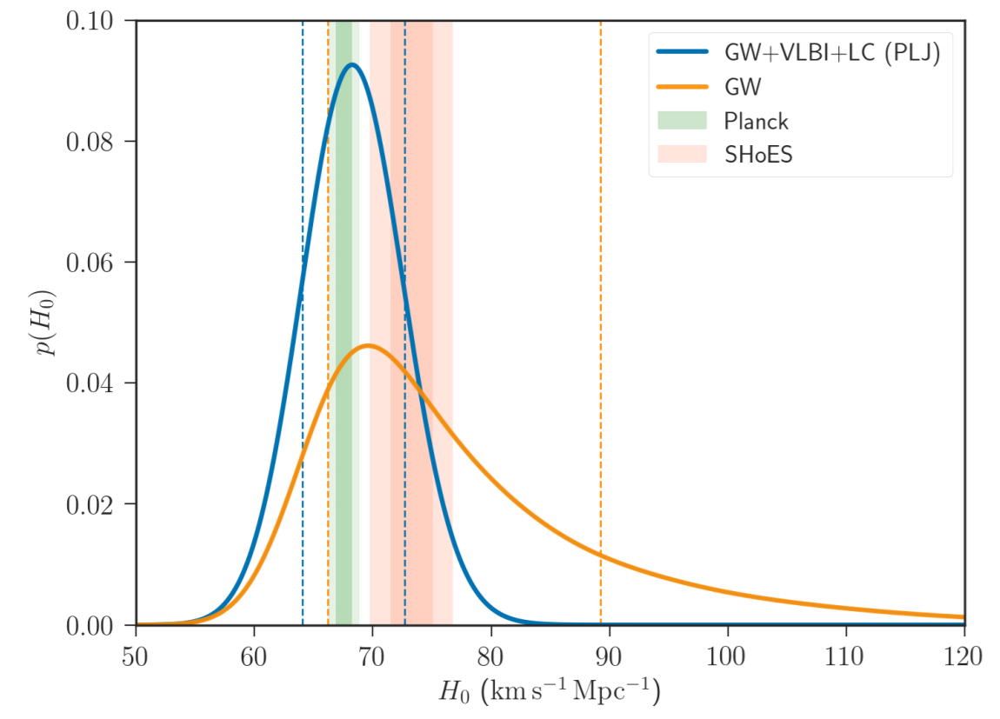 0.10
0.08
0.06
0.04
0.02
0.00
p(H₀)
GW+VLBI+LC (PLJ)
GW
Planck
SHoES
50 60 70 80 90 100 110 120
H₀ (km s⁻¹ Mpc⁻¹)